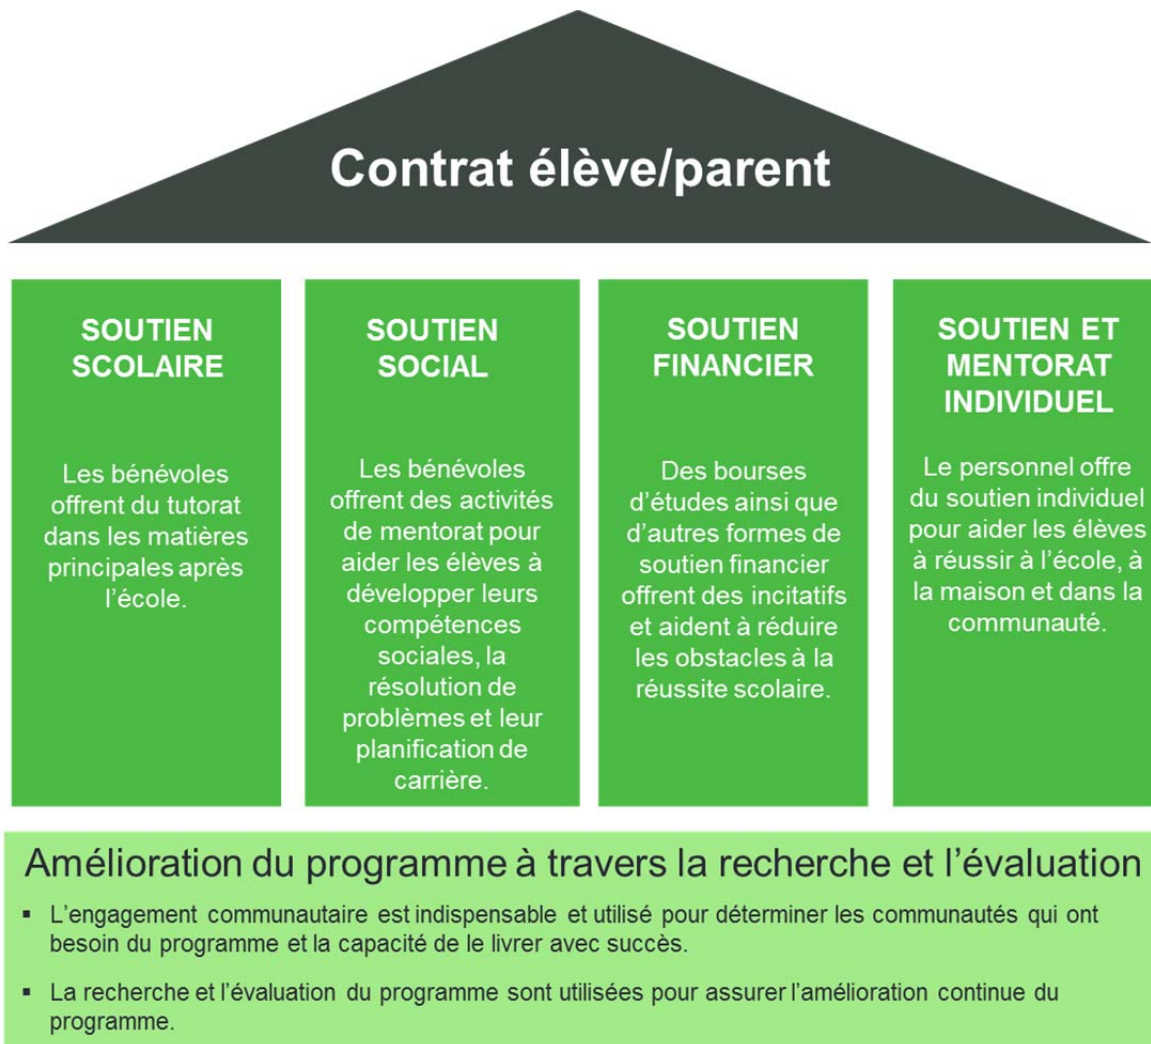 Contrat élève/parent
SOUTIEN
SCOLAIRE
Les bénévoles
offrent du tutorat
dans les matières
principales après
l’école.
SOUTIEN
SOCIAL
Les bénévoles
offrent des activités
de mentorat pour
aider les élèves à
développer leurs
compétences
sociales, la
résolution de
problèmes et leur
planification de
carrière.
SOUTIEN
FINANCIER
Des bourses
d’études ainsi que
d’autres formes de
soutien financier
offrent des incitatifs
et aident à réduire
les obstacles à la
réussite scolaire.
SOUTIEN ET
MENTORAT
INDIVIDUEL
Le personnel offre
du soutien individuel
pour aider les élèves
à réussir à l’école, à
la maison et dans la
communauté.
Amélioration du programme à travers la recherche et l’évaluation
▪ L’engagement communautaire est indispensable et utilisé pour déterminer les communautés qui ont
besoin du programme et la capacité de le livrer avec succès.
▪ La recherche et l’évaluation du programme sont utilisées pour assurer l’amélioration continue du
programme.